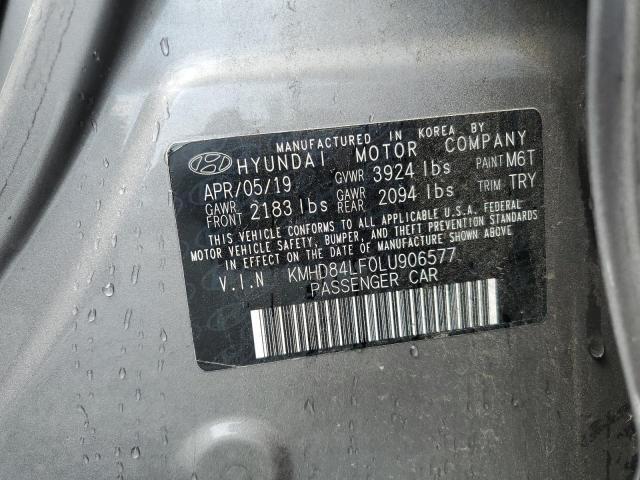 MANUFACTURED IN KOREA BY
HYUNDAI MOTOR COMPANY
APR/05/19 GVWR 3924 lbs PAINT M6T
GAWR FRONT 2183 lbs GAWR REAR 2094 lbs TRIM TRY
THIS VEHICLE CONFORMS TO ALL APPLICABLE U.S.A. FEDERAL
MOTOR VEHICLE SAFETY, BUMPER, AND THEFT PREVENTION STANDARDS
IN EFFECT ON THE DATE OF MANUFACTURE SHOWN ABOVE.
V.I.N KMHD84LF0LU906577
PASSENGER CAR